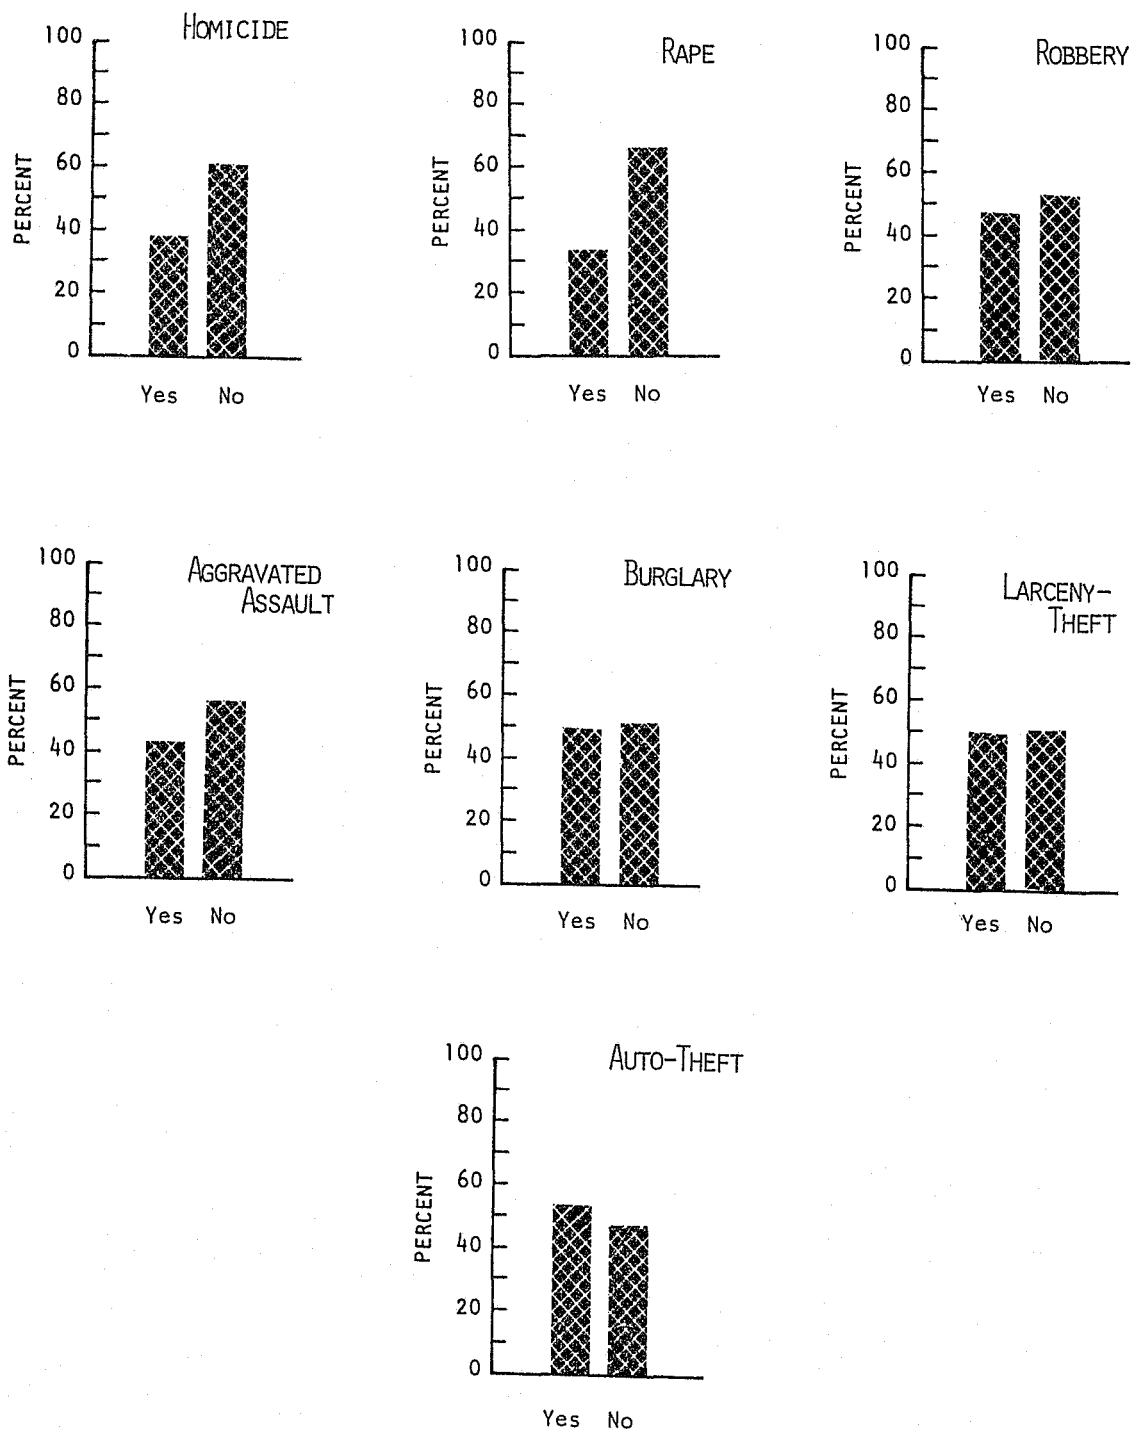 HOMICIDE
100
80
60
40
20
0
PERCENT
Yes No
RAPE
100
80
60
40
20
0
PERCENT
Yes No
ROBBERY
100
80
60
40
20
0
PERCENT
Yes No
AGGRAVATED
ASSAULT
100
80
60
40
20
0
PERCENT
Yes No
BURGLARY
100
80
60
40
20
0
PERCENT
Yes No
LARCENY-
THEFT
100
80
60
40
20
0
PERCENT
Yes No
AUTO-THEFT
100
80
60
40
20
0
PERCENT
Yes No